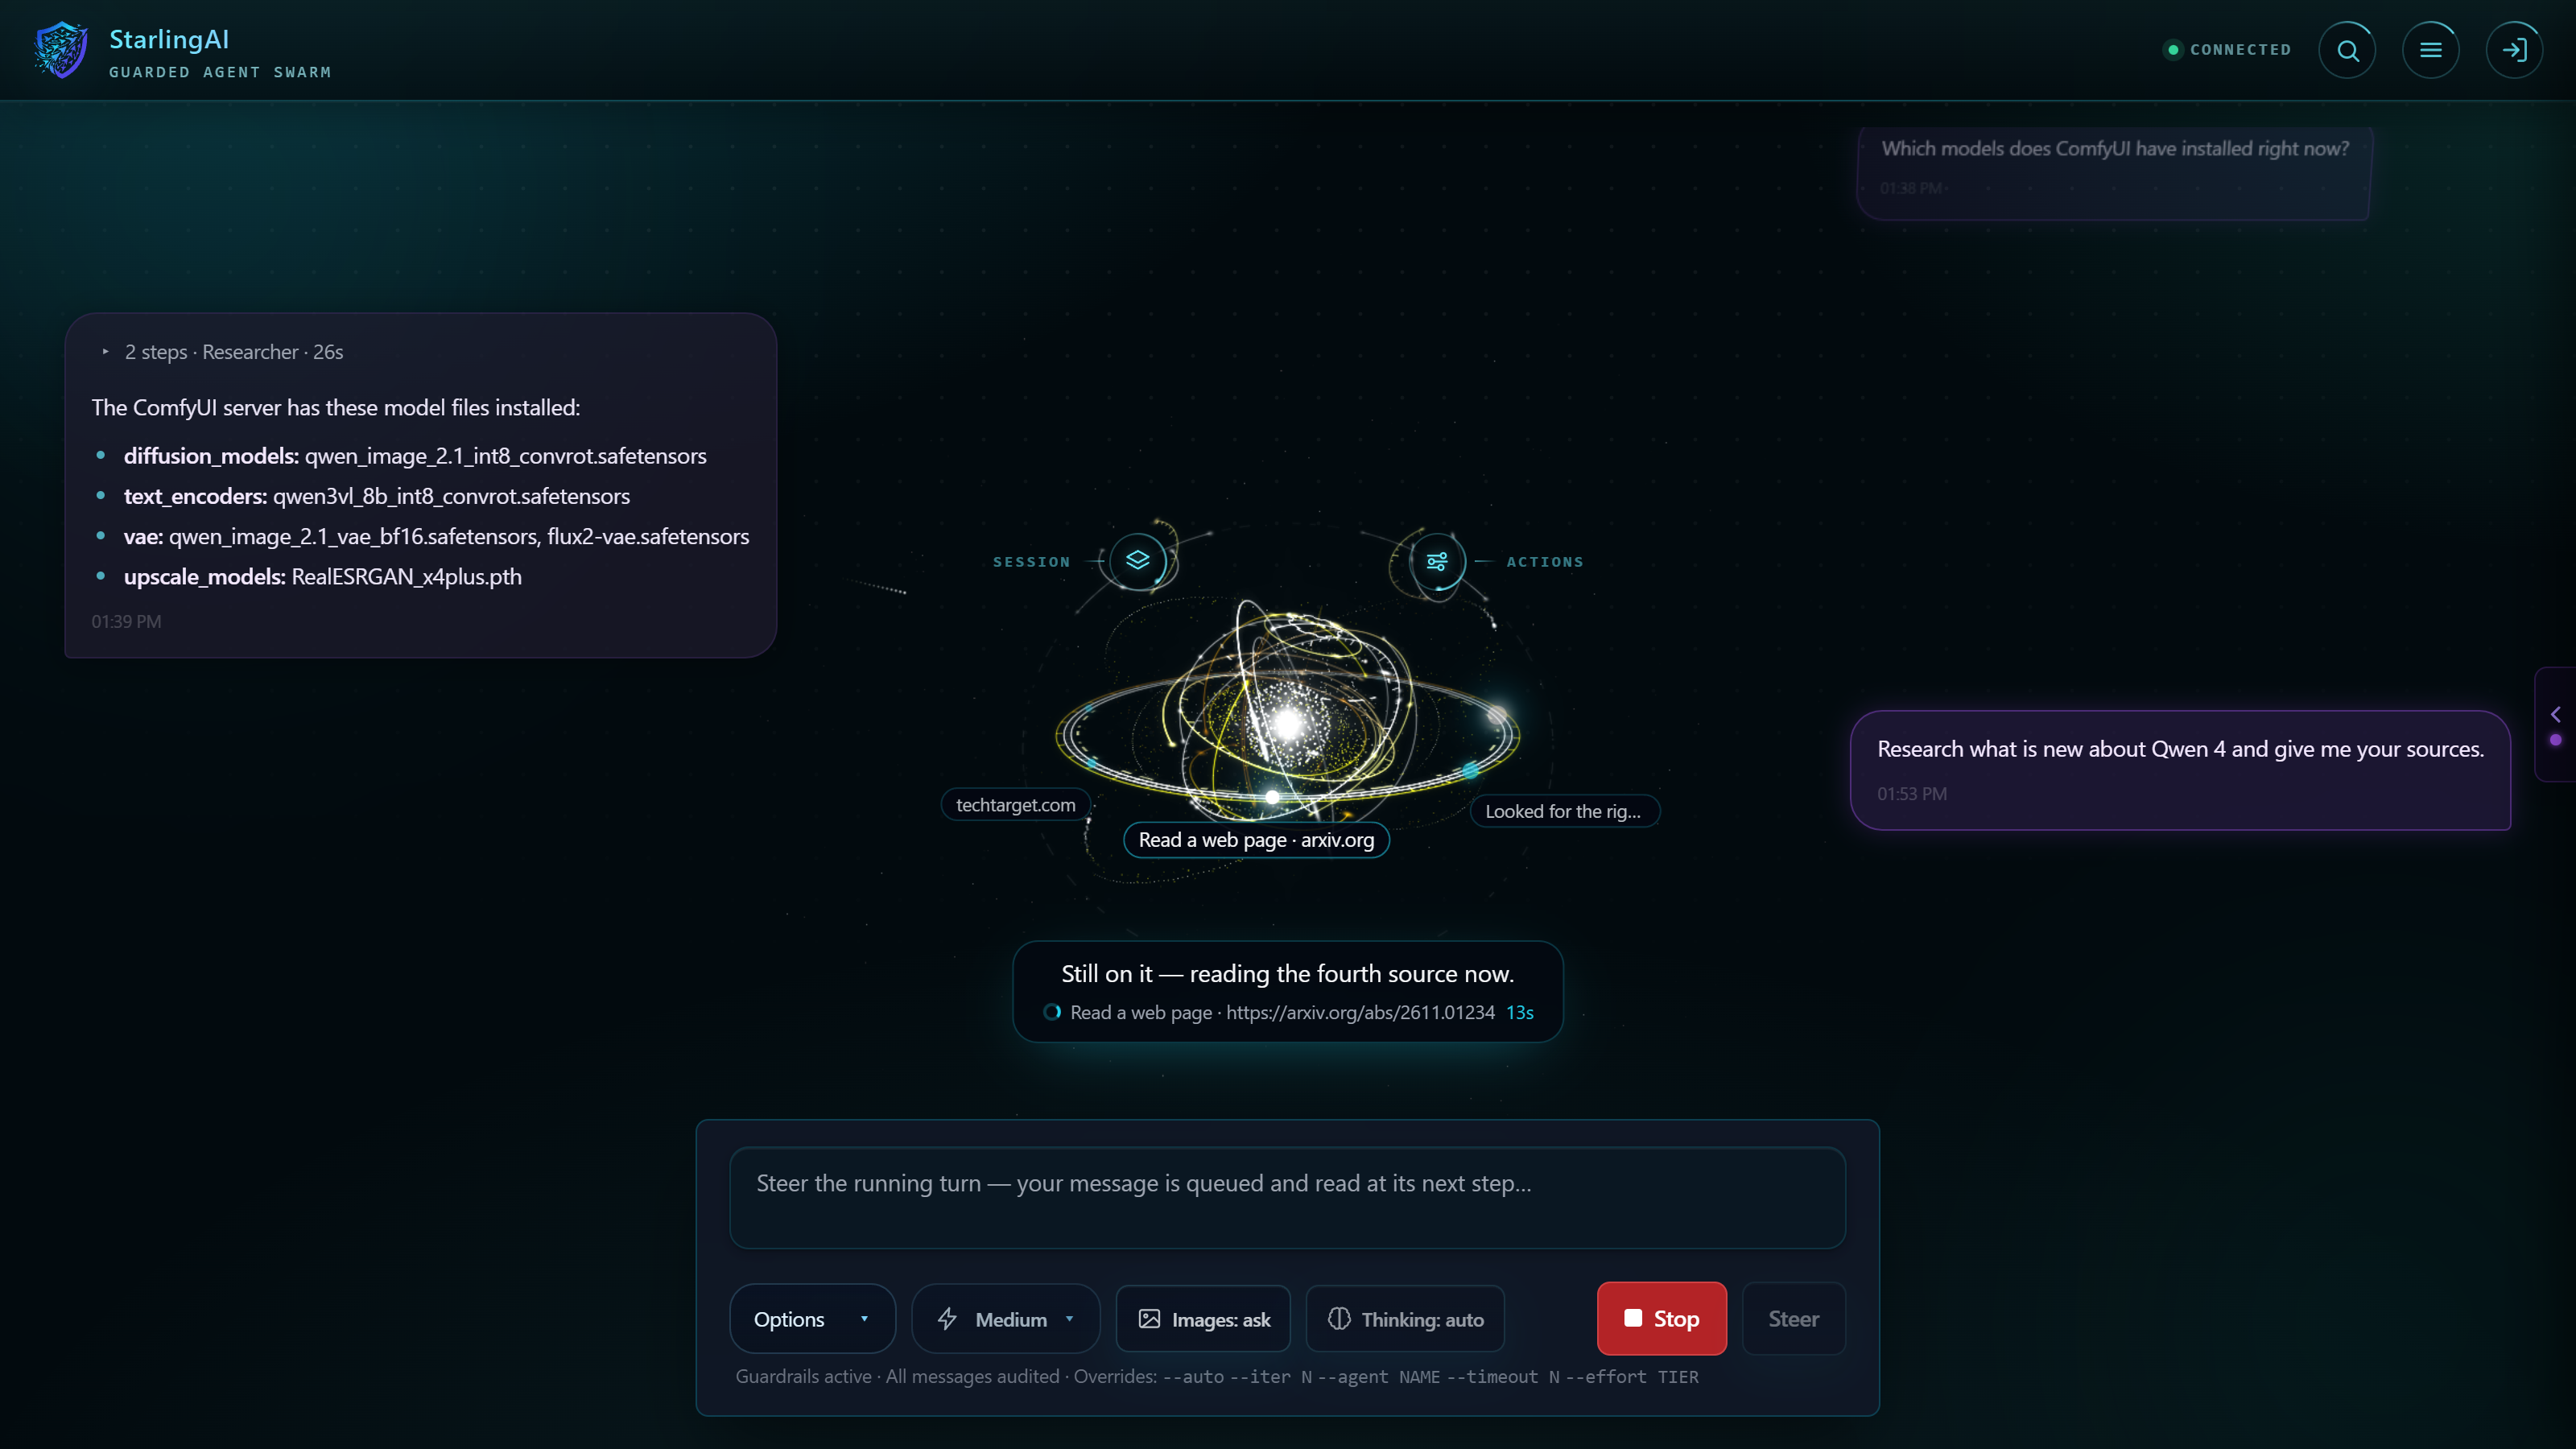 StarlingAI
GUARDED AGENT SWARM
CONNECTED
Which models does ComfyUI have installed right now?
01:38 PM
2 steps · Researcher · 26s
The ComfyUI server has these model files installed:
diffusion_models: qwen_image_2.1_int8_convrot.safetensors
text_encoders: qwen3vl_8b_int8_convrot.safetensors
vae: qwen_image_2.1_vae_bf16.safetensors, flux2-vae.safetensors
upscale_models: RealESRGAN_x4plus.pth
01:39 PM
SESSION
ACTIONS
Research what is new about Qwen 4 and give me your sources.
01:53 PM
techtarget.com
Looked for the rig...
Read a web page · arxiv.org
Still on it — reading the fourth source now.
Read a web page · https://arxiv.org/abs/2611.01234 13s
Steer the running turn — your message is queued and read at its next step...
Options
Medium
Images: ask
Thinking: auto
Stop
Steer
Guardrails active · All messages audited · Overrides: --auto --iter N --agent NAME --timeout N --effort TIER